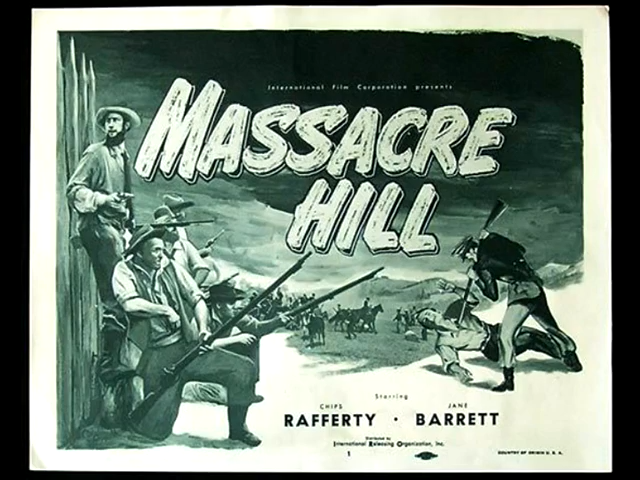 International Film Corporation presents
MASSACRE
HILL
Starring
CHIPS JANE
RAFFERTY · BARRETT
Distributed by
International Releasing Organization, Inc.
1
COUNTRY OF ORIGIN U. S. A.